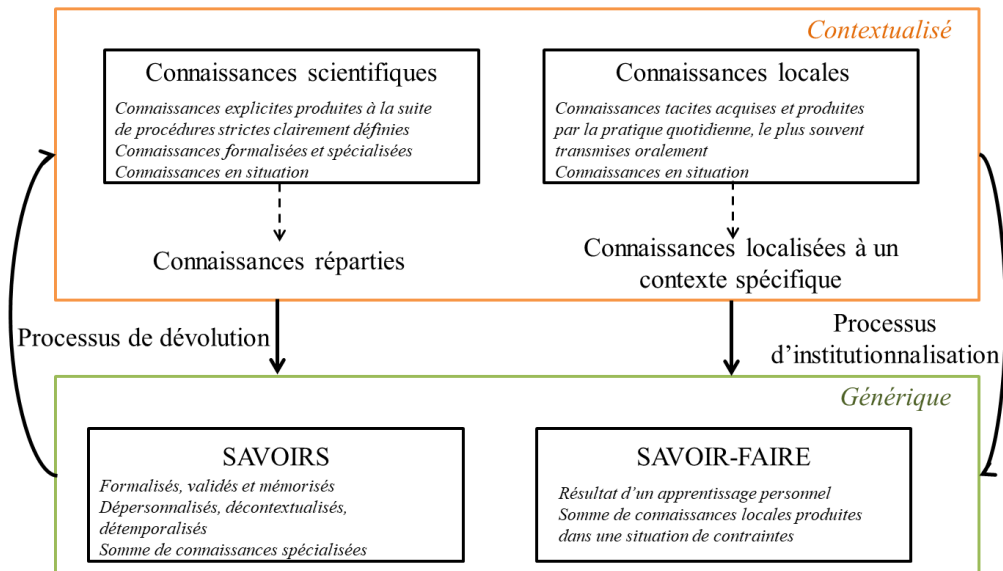 Contextualisé
Connaissances scientifiques
Connaissances explicites produites à la suite
de procédures strictes clairement définies
Connaissances formalisées et spécialisées
Connaissances en situation
Connaissances locales
Connaissances tacites acquises et produites
par la pratique quotidienne, le plus souvent
transmises oralement
Connaissances en situation
Connaissances réparties
Connaissances localisées à un
contexte spécifique
Processus de dévolution
Processus
d’institutionnalisation
Générique
SAVOIRS
Formalisés, validés et mémorisés
Dépersonnalisés, décontextualisés,
détemporalisés
Somme de connaissances spécialisées
SAVOIR-FAIRE
Résultat d’un apprentissage personnel
Somme de connaissances locales produites
dans une situation de contraintes